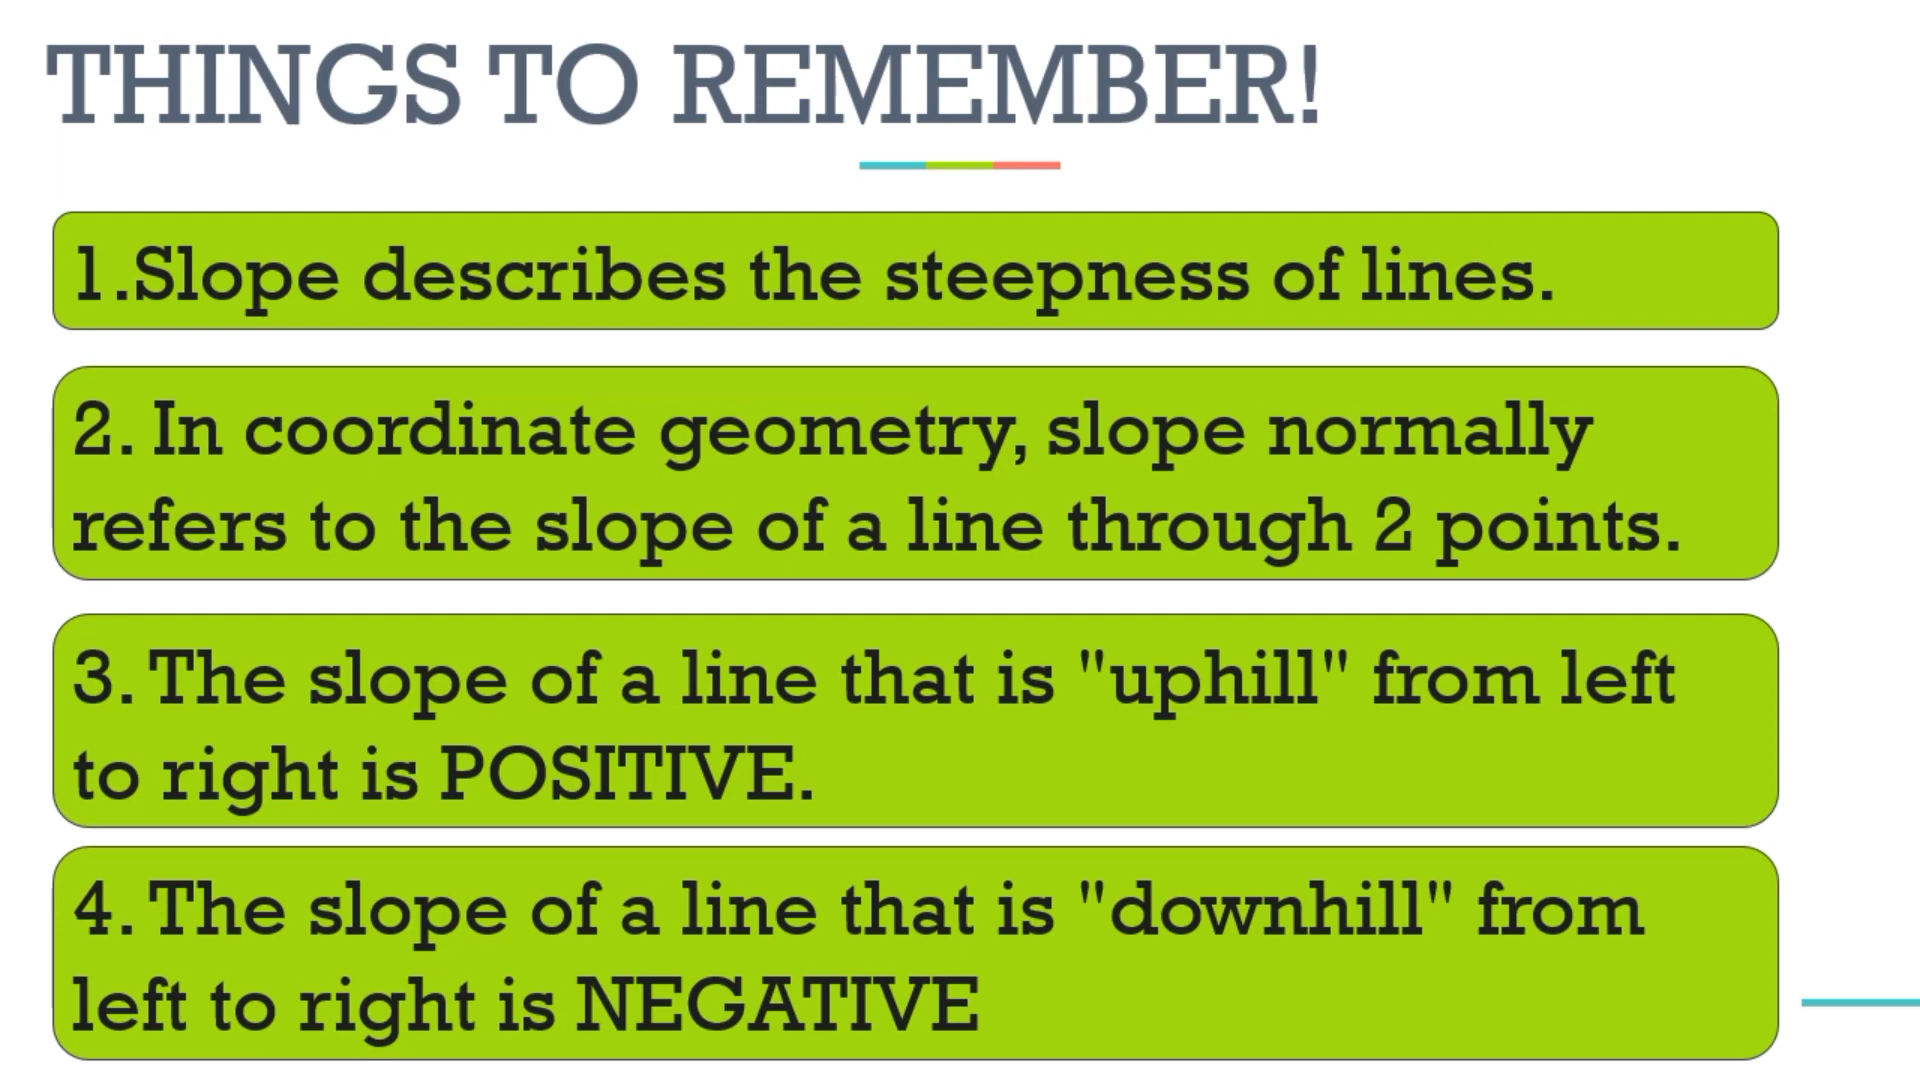 THINGS TO REMEMBER!
1.Slope describes the steepness of lines.
2. In coordinate geometry, slope normally
refers to the slope of a line through 2 points.
3. The slope of a line that is "uphill" from left
to right is POSITIVE.
4. The slope of a line that is "downhill" from
left to right is NEGATIVE